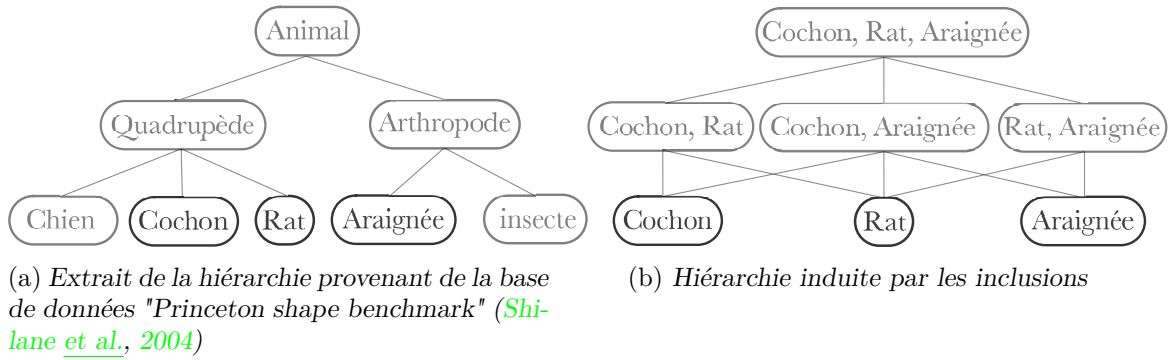 Animal
Quadrupède
Arthropode
Chien
Cochon
Rat
Araignée
insecte
(a) Extrait de la hiérarchie provenant de la base
de données "Princeton shape benchmark" (Shi-
lane et al., 2004)
Cochon, Rat, Araignée
Cochon, Rat
Cochon, Araignée
Rat, Araignée
Cochon
Rat
Araignée
(b) Hiérarchie induite par les inclusions